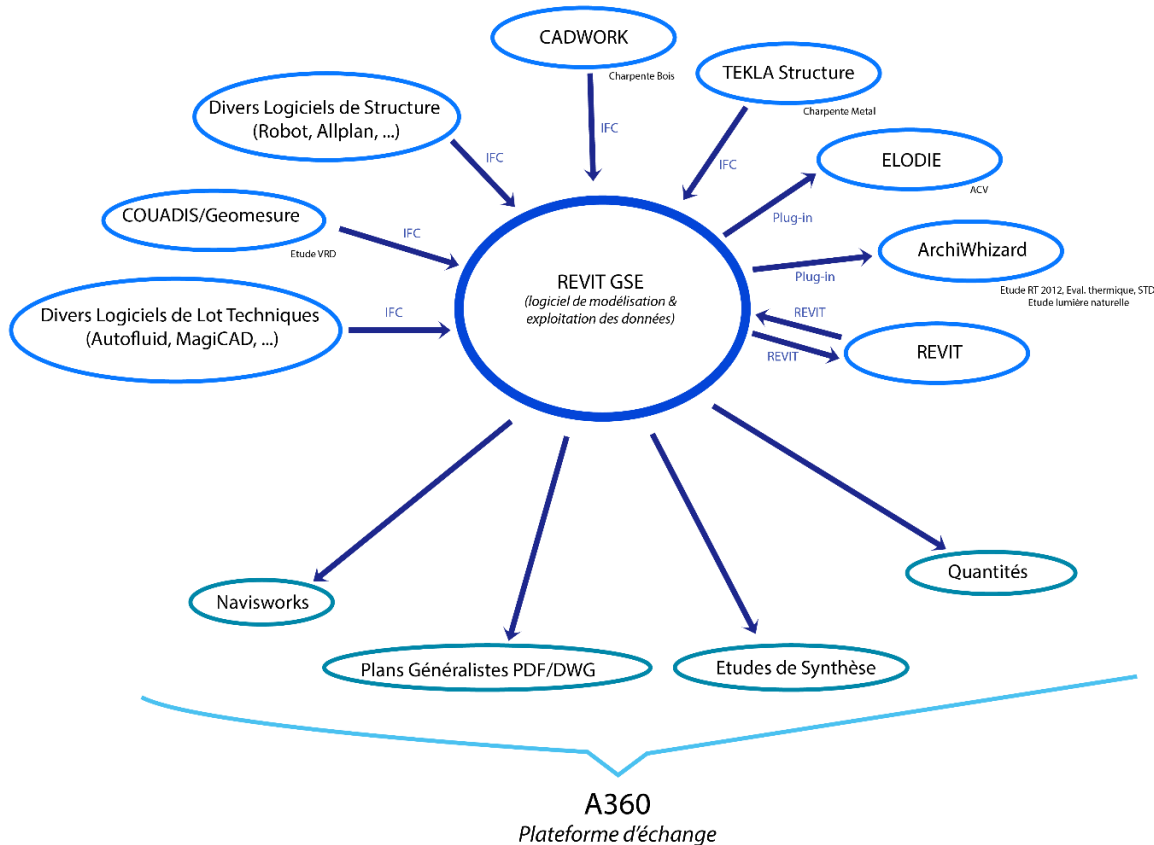 CADWORK
Charpente Bois
TEKLA Structure
Charpente Metal
Divers Logiciels de Structure
(Robot, Allplan, ...)
IFC
IFC
IFC
ELODIE
ACV
Plug-in
COUADIS/Geomesure
Etude VRD
IFC
ArchiWhizard
Etude RT 2012, Eval. thermique, STD
Etude lumière naturelle
Plug-in
REVIT GSE
(logiciel de modélisation &
exploitation des données)
Divers Logiciels de Lot Techniques
(Autofluid, MagiCAD, ...)
IFC
REVIT
REVIT
REVIT
Navisworks
Quantités
Plans Généralistes PDF/DWG
Etudes de Synthèse
A360
Plateforme d'échange